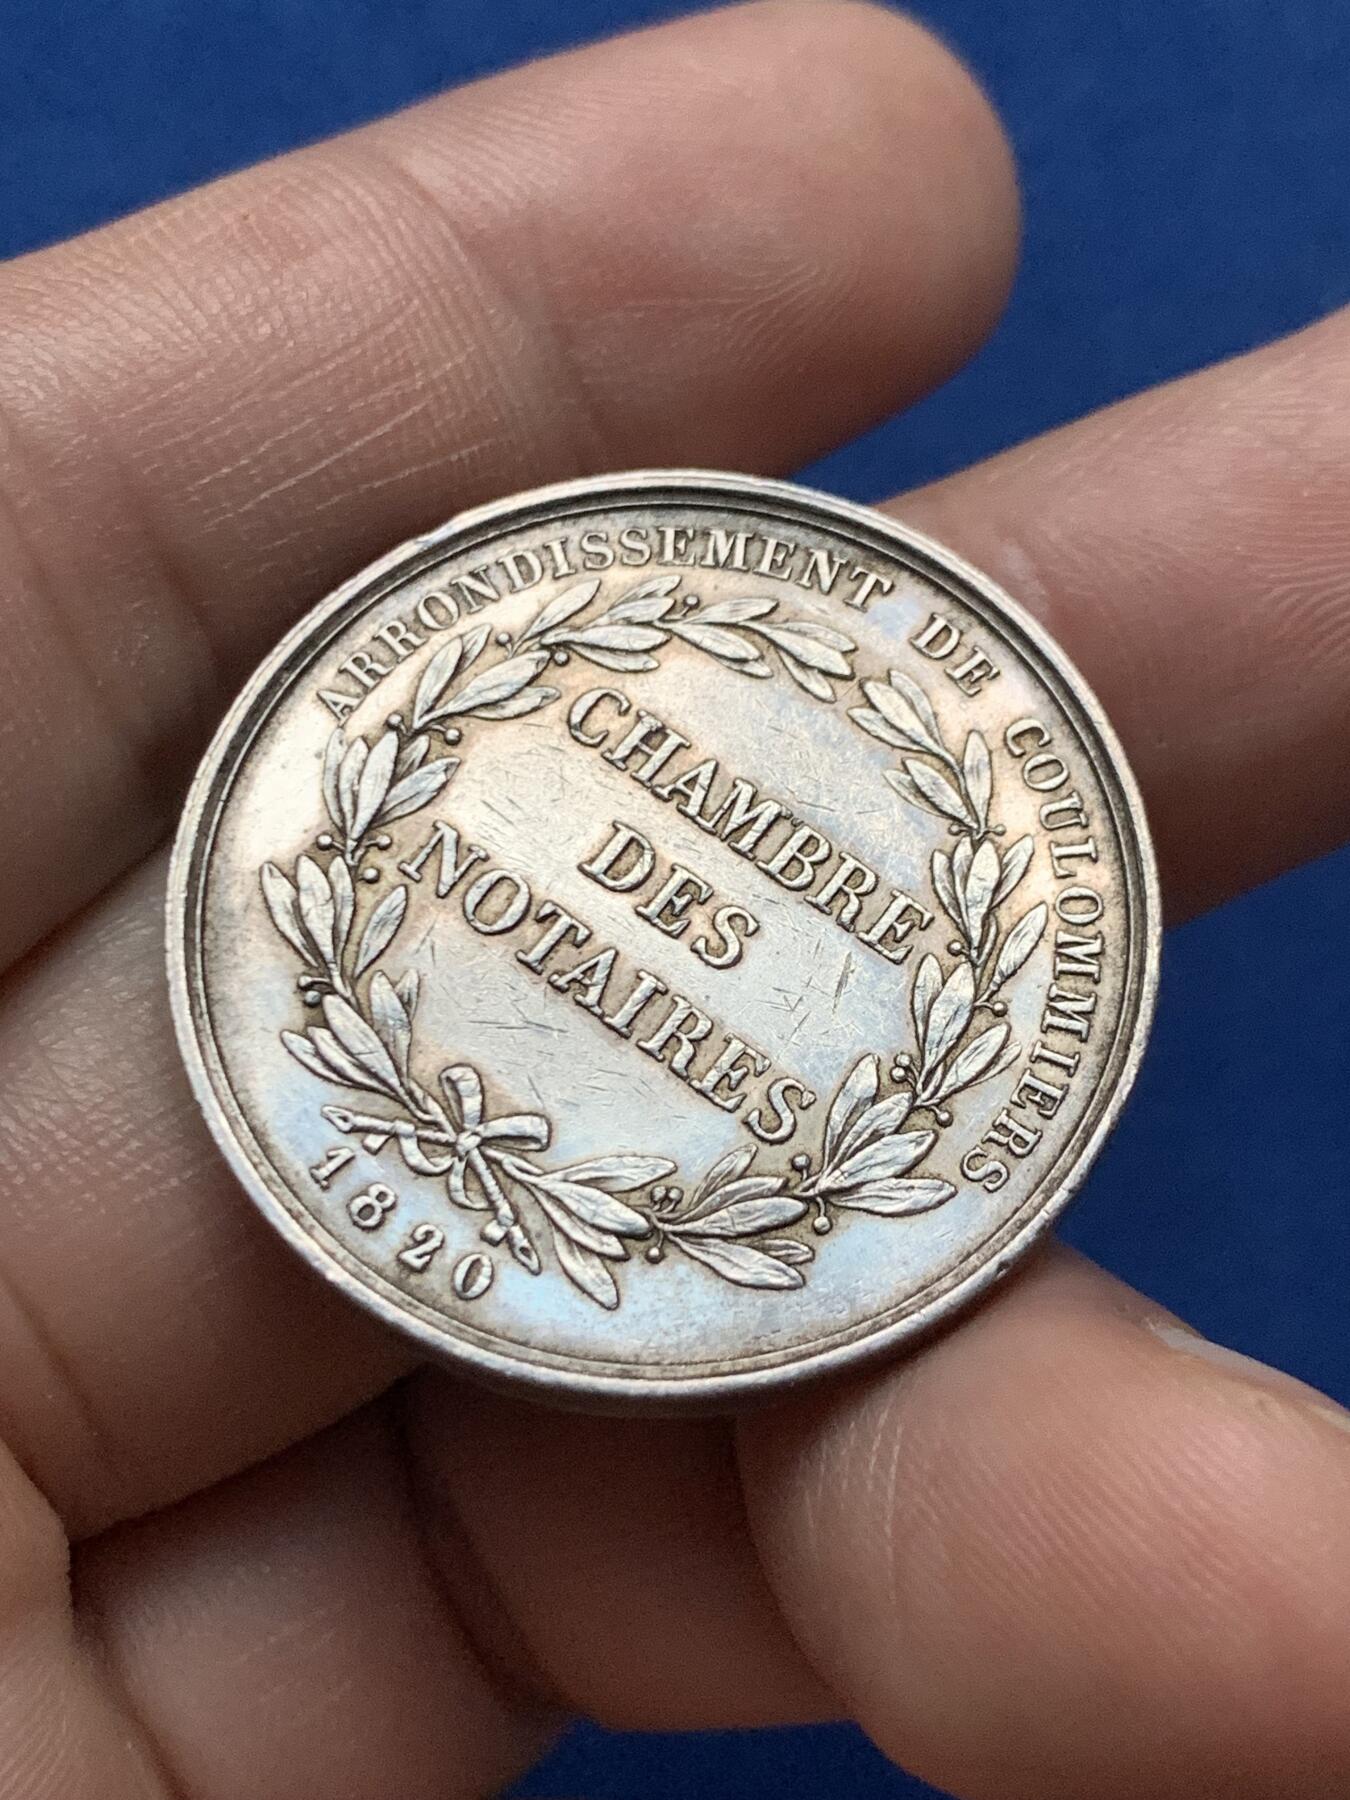 ARRONDISSEMENT DE COULOMMIERS
CHAMBRE
DES
NOTAIRES
1820